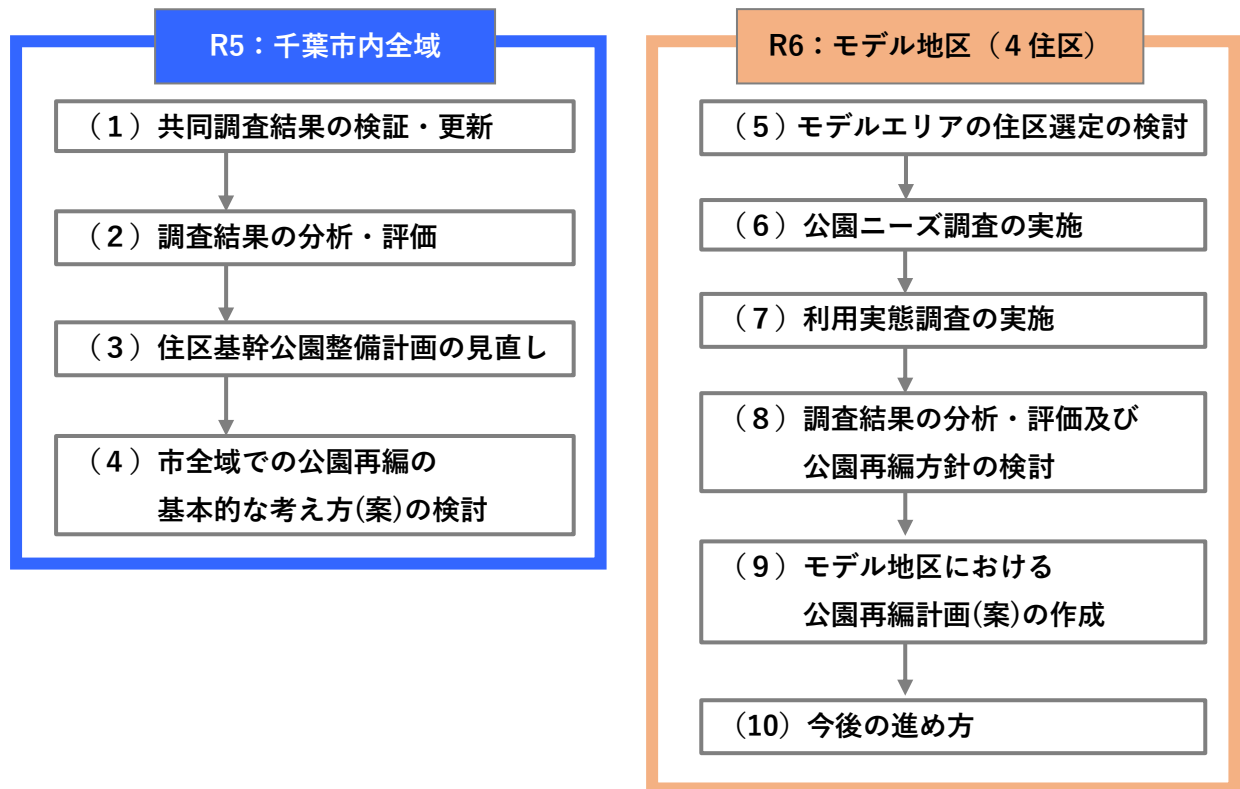 R5：千葉市内全域
（1）共同調査結果の検証・更新
（2）調査結果の分析・評価
（3）住区基幹公園整備計画の見直し
（4）市全域での公園再編の
基本的な考え方(案)の検討
R6：モデル地区（4住区）
（5）モデルエリアの住区選定の検討
（6）公園ニーズ調査の実施
（7）利用実態調査の実施
（8）調査結果の分析・評価及び
公園再編方針の検討
（9）モデル地区における
公園再編計画(案)の作成
（10）今後の進め方